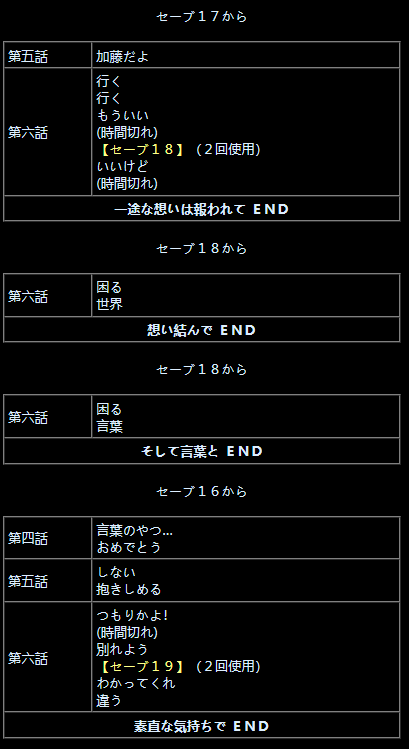 セーブ１７から
第五話
加藤だよ
第六話
行く
行く
もういい
(時間切れ)
【セーブ１８】（２回使用）
いいけど
(時間切れ)
一途な想いは報われて ＥＮＤ
セーブ１８から
第六話
困る
世界
想い結んで ＥＮＤ
セーブ１８から
第六話
困る
言葉
そして言葉と ＥＮＤ
セーブ１６から
第四話
言葉のやつ…
おめでとう
第五話
しない
抱きしめる
第六話
つもりかよ！
(時間切れ)
別れよう
【セーブ１９】（２回使用）
わかってくれ
違う
素直な気持ちで ＥＮＤ